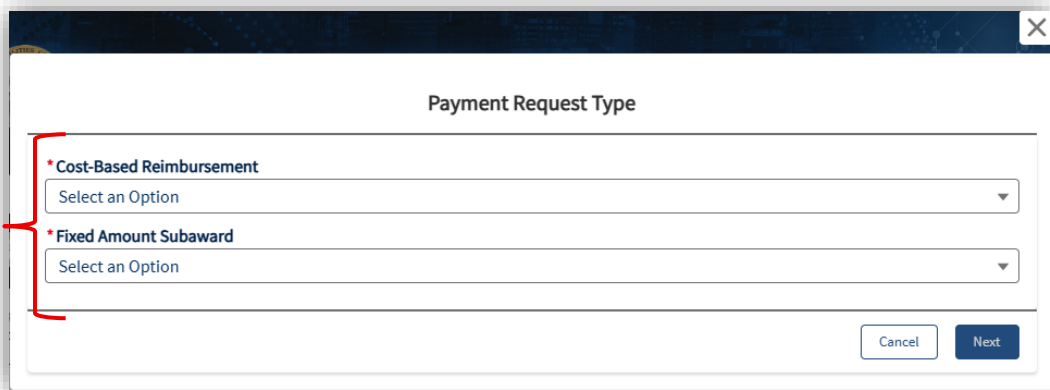 Payment Request Type
*Cost-Based Reimbursement
Select an Option
*Fixed Amount Subaward
Select an Option
Cancel Next